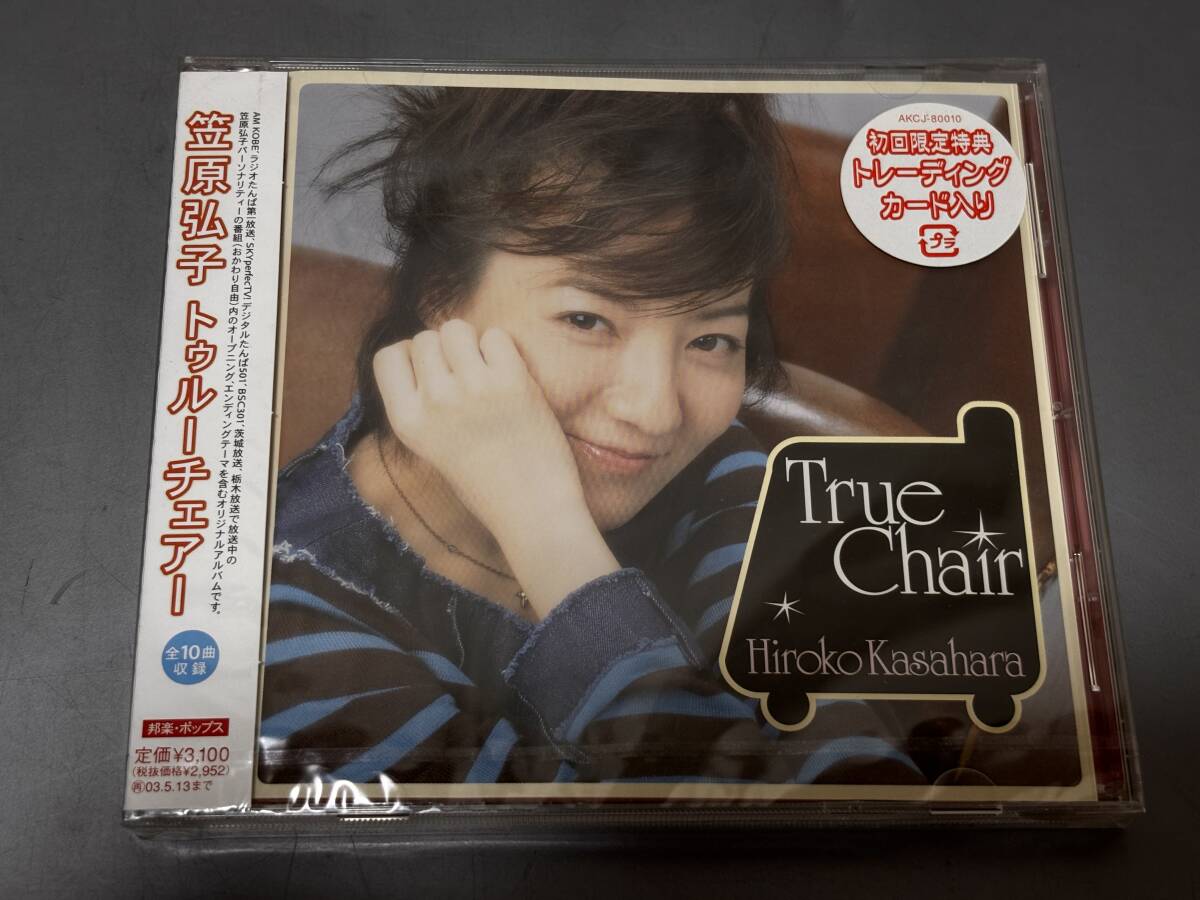 笠原弘子 トゥルーチェアー
AM KOBE、ラジオたんぱ第一放送、SKYperfecTV!デジタルたんぱ501、BSC301、茨城放送、栃木放送で放送中の
笠原弘子パーソナリティーの番組(おかわり自由)内のオープニング、エンディングテーマを含むオリジナルアルバムです。
全10曲
収録
邦楽・ポップス
定価¥3,100
(税抜価格¥2,952)
再03.5.13まで
AKCJ-80010
初回限定特典
トレーディング
カード入り
プラ
True
Chair
Hiroko Kasahara